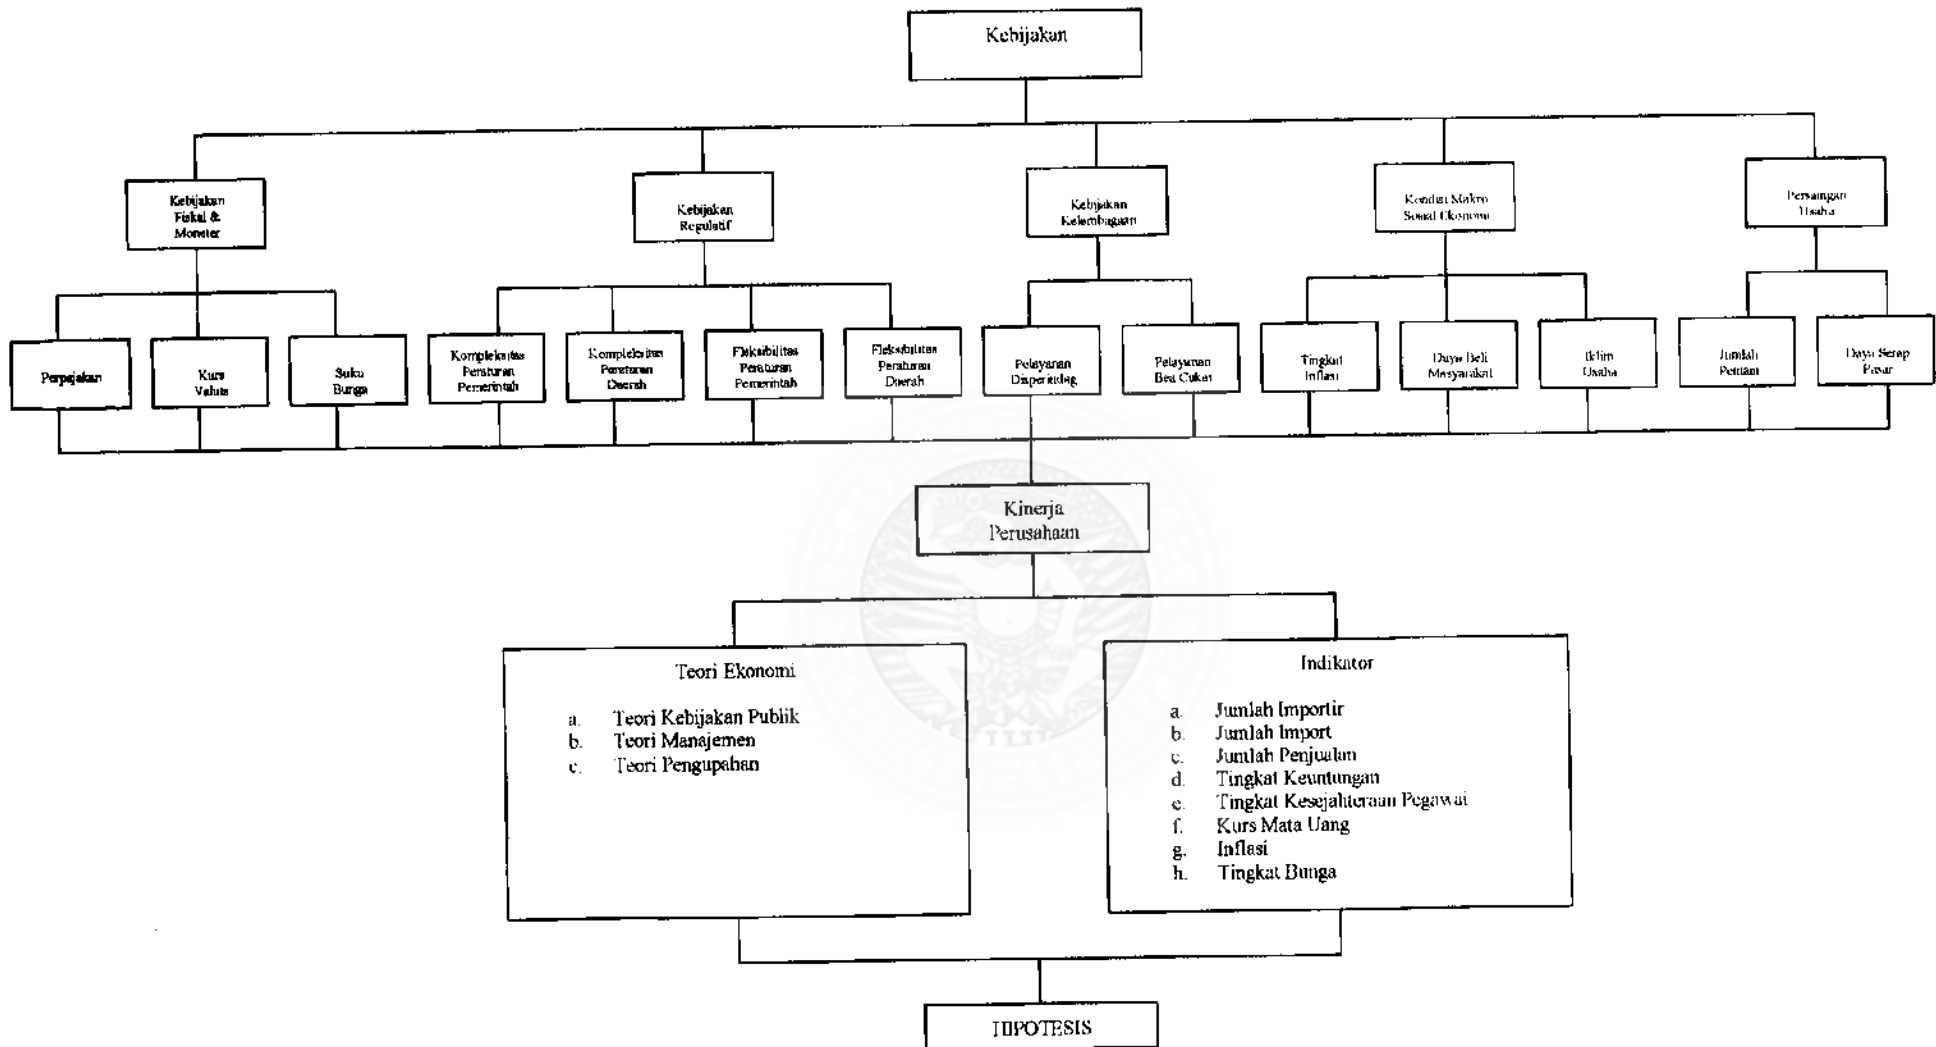 Kebijakan
Kebijakan
Fiskal &
Moneter
Kebijakan
Regulatif
Kebijakan
Kelembagaan
Kondisi Makro
Sosial Ekonomi
Persaingan
Usaha
Perpajakan
Kurs
Valuta
Suku
Bunga
Kompleksitas
Peraturan
Pemerintah
Kompleksitas
Peraturan
Daerah
Fleksibilitas
Peraturan
Pemerintah
Fleksibilitas
Peraturan
Daerah
Pelayanan
Disperindag
Pelayanan
Bea Cukai
Tingkat
Inflasi
Daya Beli
Masyarakat
Iklim
Usaha
Jumlah
Daya Serap
Pasar
Kinerja
Perusahaan
Teori Ekonomi
a. Teori Kebijakan Publik
b. Teori Manajemen
c. Teori Pengupahan
Indikator
a. Jumlah Importir
b. Jumlah Import
c. Jumlah Penjualan
d. Tingkat Keuntungan
e. Tingkat Kesejahteraan Pegawai
f. Kurs Mata Uang
g. Inflasi
h. Tingkat Bunga
HIPOTESIS